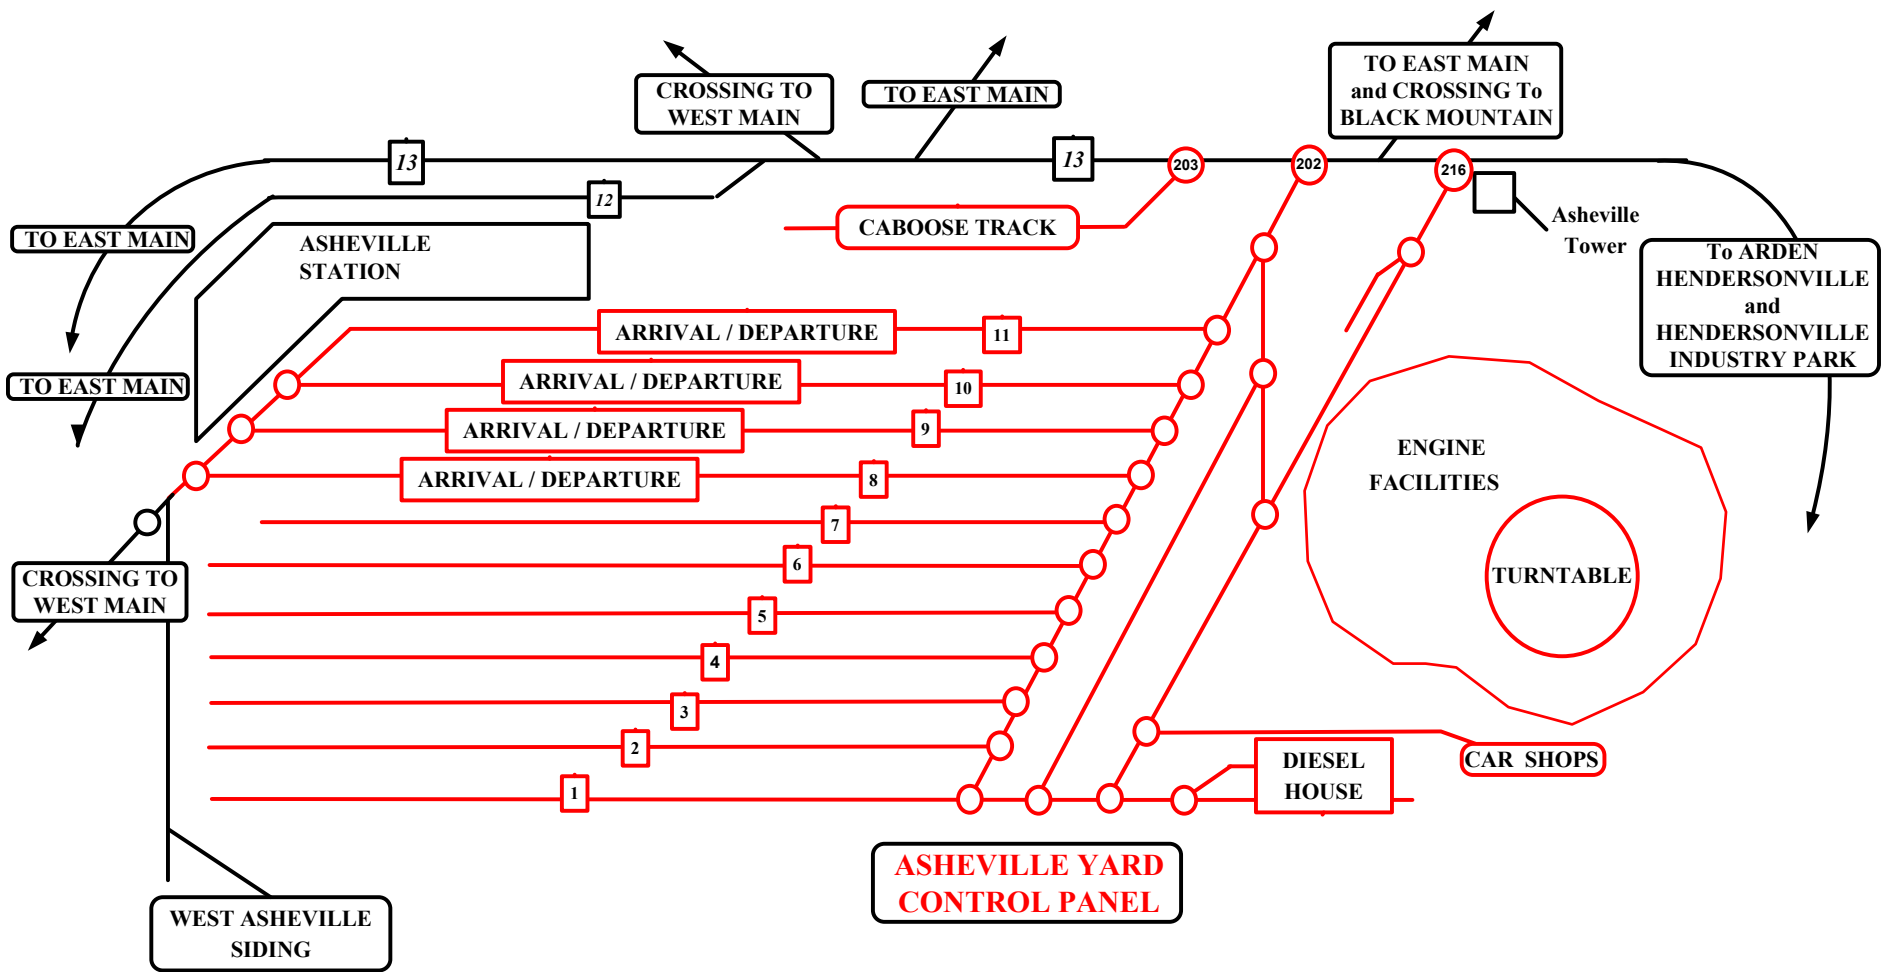 CROSSING TO
WEST MAIN
TO EAST MAIN
TO EAST MAIN
and CROSSING To
BLACK MOUNTAIN
13
13
203
202
216
12
CABOOSE TRACK
Asheville
Tower
TO EAST MAIN
ASHEVILLE
STATION
To ARDEN
HENDERSONVILLE
and
HENDERSONVILLE
INDUSTRY PARK
ARRIVAL / DEPARTURE
11
TO EAST MAIN
ARRIVAL / DEPARTURE
10
ARRIVAL / DEPARTURE
9
ENGINE
FACILITIES
ARRIVAL / DEPARTURE
8
7
6
CROSSING TO
WEST MAIN
TURNTABLE
5
4
3
2
DIESEL
HOUSE
CAR SHOPS
1
ASHEVILLE YARD
CONTROL PANEL
WEST ASHEVILLE
SIDING